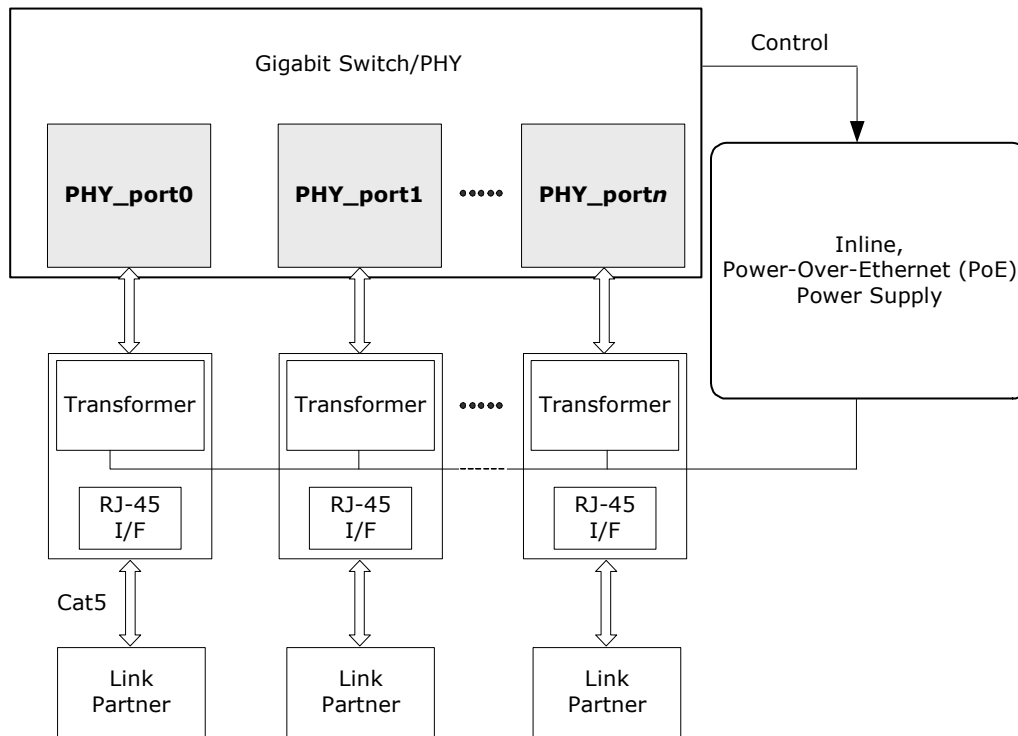 Control
Gigabit Switch/PHY
PHY_port0
PHY_port1
PHY_portn
Inline,
Power-Over-Ethernet (PoE)
Power Supply
Transformer
Transformer
Transformer
RJ-45
I/F
RJ-45
I/F
RJ-45
I/F
Cat5
Link
Partner
Link
Partner
Link
Partner